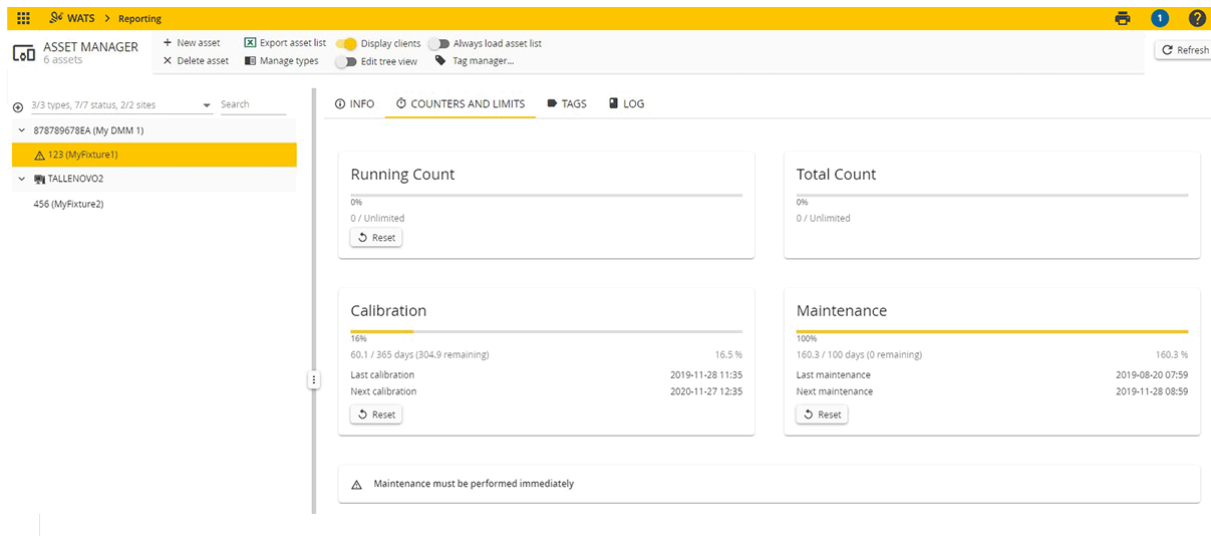 WATS > Reporting 1
ASSET MANAGER
6 assets
+ New asset Export asset list Display clients Always load asset list
Delete asset Manage types Edit tree view Tag manager...
Refresh
3/3 types, 7/7 status, 2/2 sites Search
878789678EA (My DMM 1)
123 (MyFixture1)
TALLENOVO2
456 (MyFixture2)
INFO COUNTERS AND LIMITS TAGS LOG
Running Count
0%
0 / Unlimited
Reset
Total Count
0%
0 / Unlimited
Calibration
16%
60.1 / 365 days (304.9 remaining) 16.5 %
Last calibration 2019-11-28 11:35
Next calibration 2020-11-27 12:35
Reset
Maintenance
100%
160.3 / 100 days (0 remaining) 160.3 %
Last maintenance 2019-08-20 07:59
Next maintenance 2019-11-28 08:59
Reset
Maintenance must be performed immediately